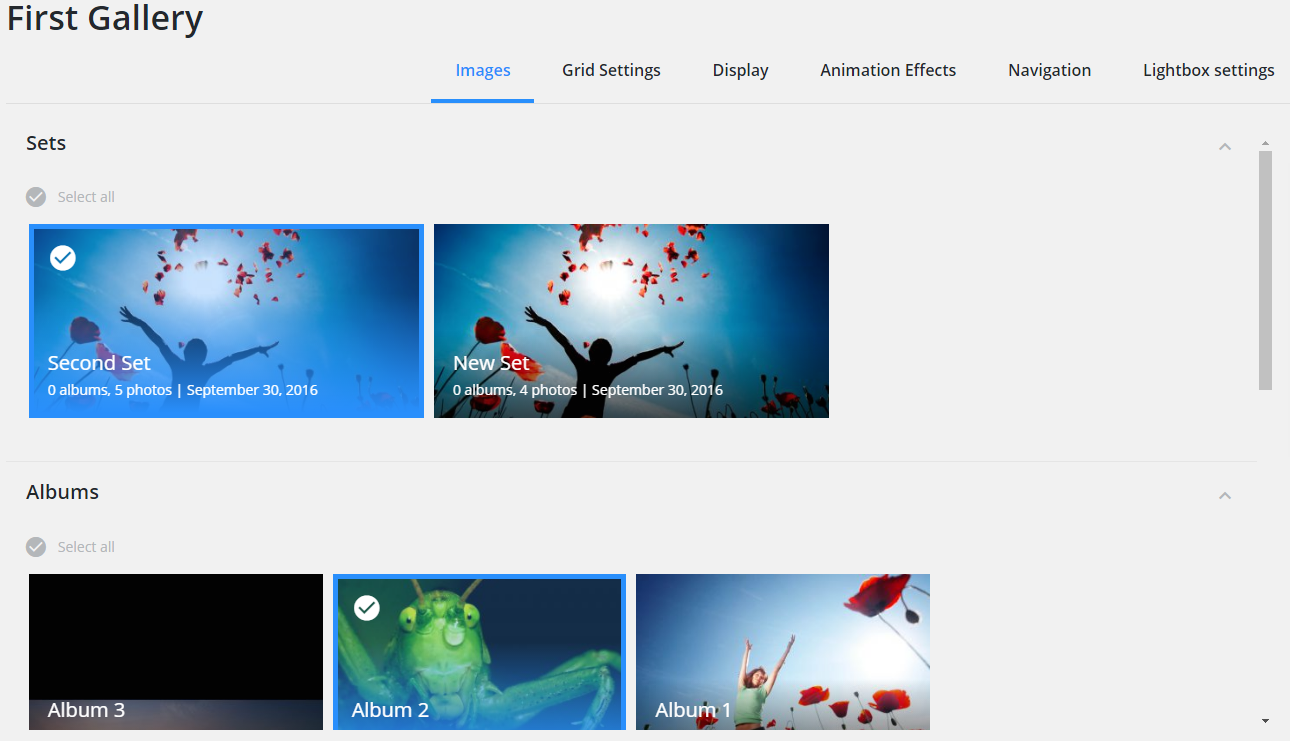 First Gallery
Images Grid Settings Display Animation Effects Navigation Lightbox settings
Sets
Select all
Second Set
0 albums, 5 photos | September 30, 2016
New Set
0 albums, 4 photos | September 30, 2016
Albums
Select all
Album 3
Album 2
Album 1